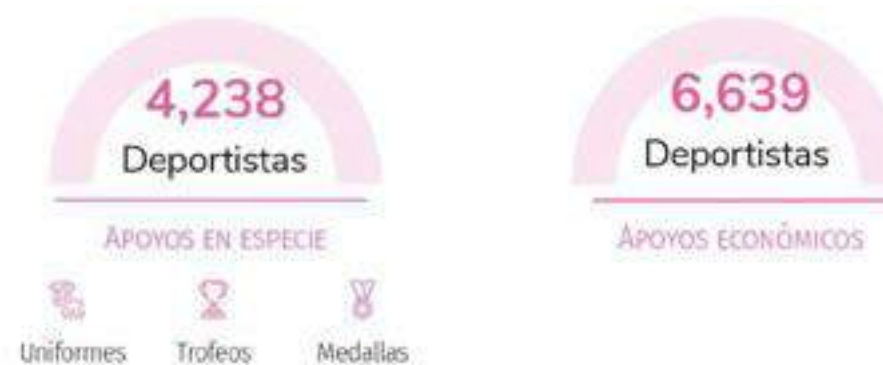 4,238
Deportistas
APOYOS EN ESPECIE
Uniformes Trofeos Medallas
6,639
Deportistas
APOYOS ECONÓMICOS